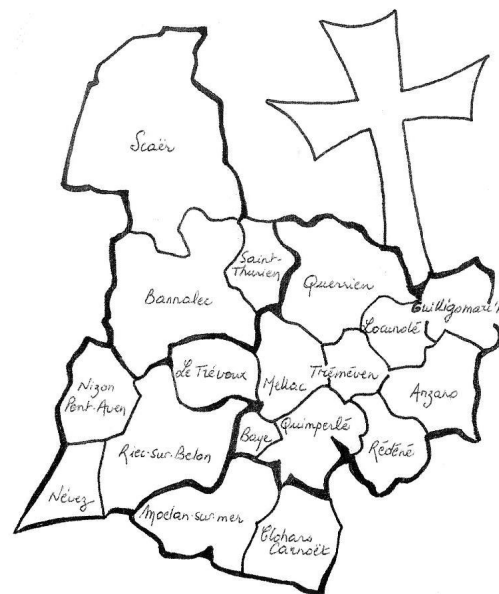 Scaër
Saint-
Thurien
Querrien
Bannalec
Guilligomarc'h
Locunolé
Le Trévoux
Mellac
Tréméven
Arzano
Nizon
Pont-Aven
Baye
Quimperlé
Rédéné
Riec-sur-Belon
Névez
Moëlan-sur-mer
Clohars
Carnoët